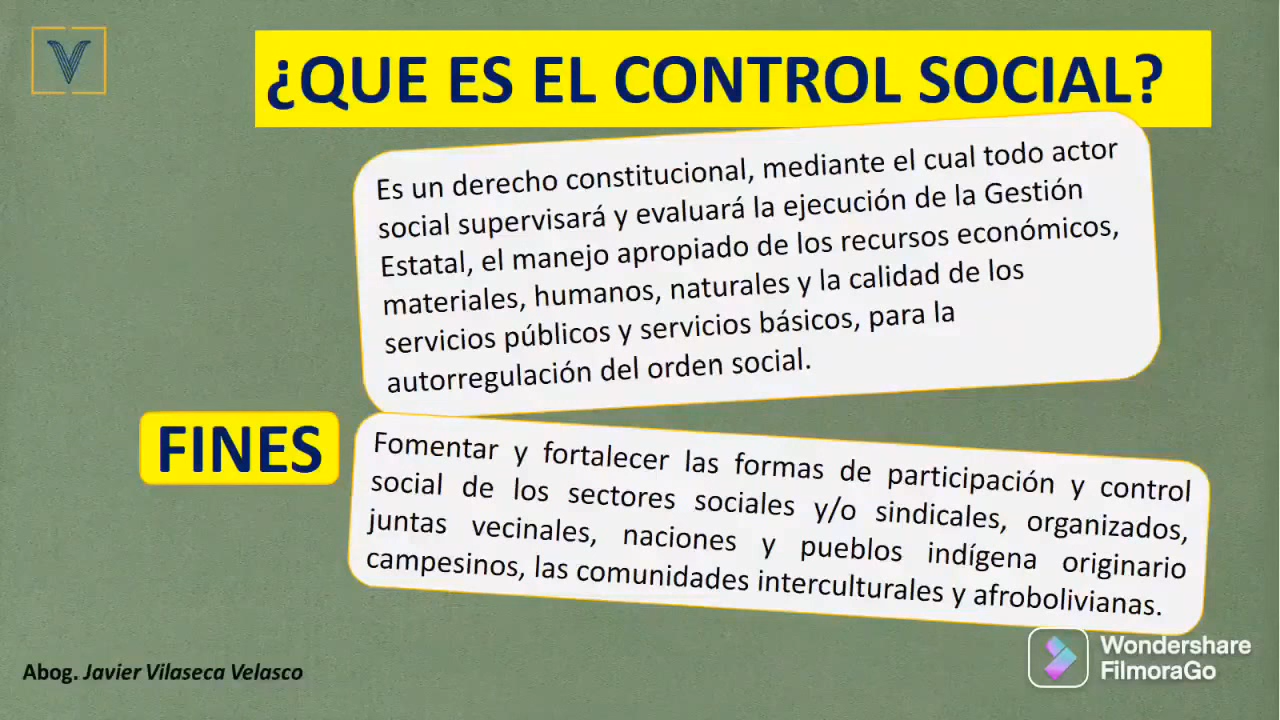 V
¿QUE ES EL CONTROL SOCIAL?
Es un derecho constitucional, mediante el cual todo actor
social supervisará y evaluará la ejecución de la Gestión
Estatal, el manejo apropiado de los recursos económicos,
materiales, humanos, naturales y la calidad de los
servicios públicos y servicios básicos, para la
autorregulación del orden social.
FINES
Fomentar y fortalecer las formas de participación y control
social de los sectores sociales y/o sindicales, organizados,
juntas vecinales, naciones y pueblos indígena originario
campesinos, las comunidades interculturales y afrobolivianas.
Abog. Javier Vilaseca Velasco
Wondershare
FilmoraGo